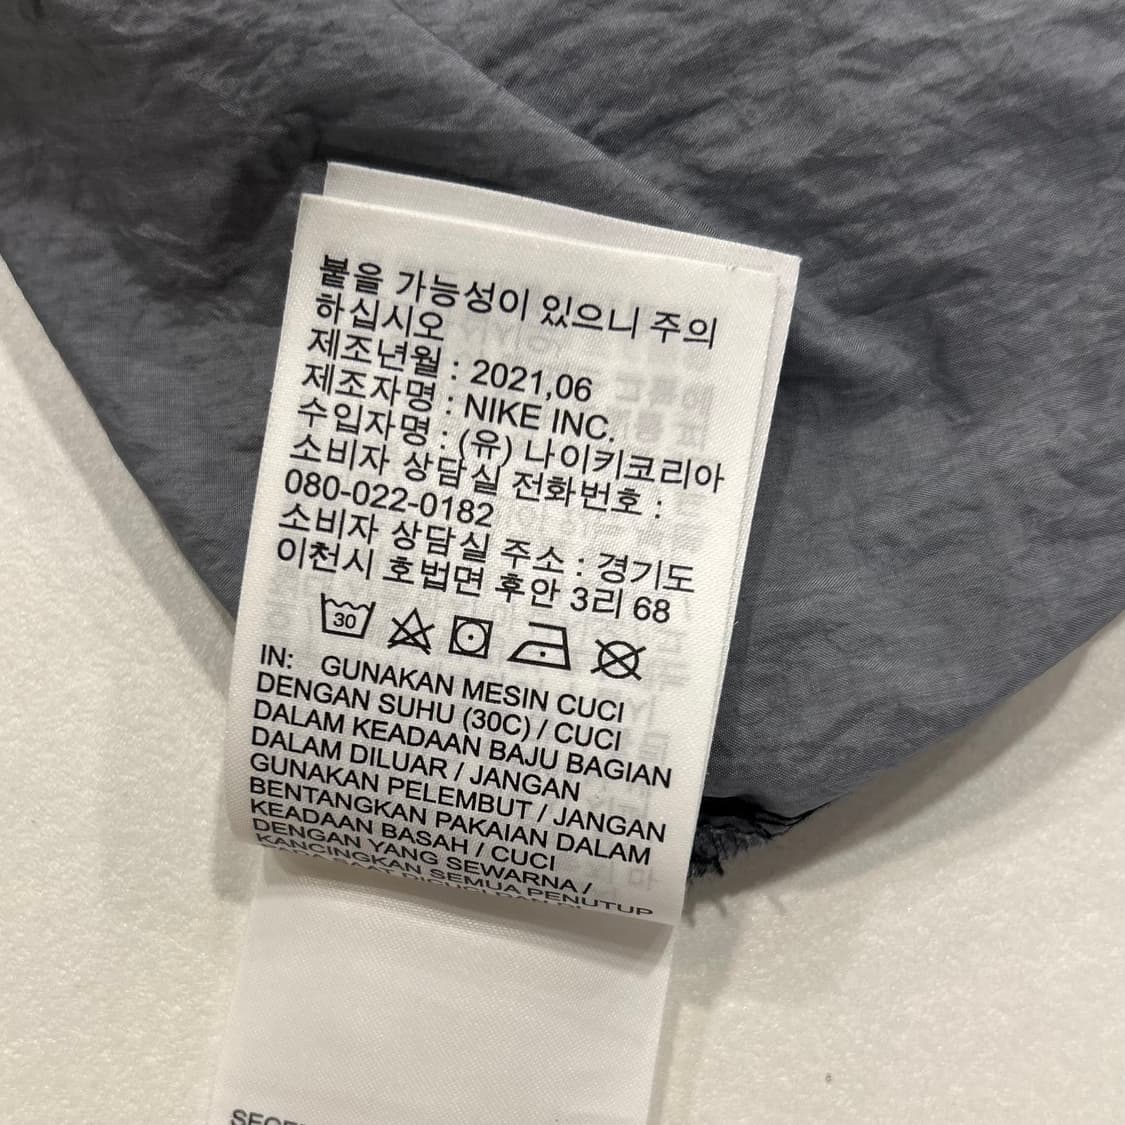 붙을 가능성이 있으니 주의
하십시오
제조년월 : 2021,06
제조자명 : NIKE INC.
수입자명 : (유) 나이키코리아
소비자 상담실 전화번호 :
080-022-0182
소비자 상담실 주소 : 경기도
이천시 호법면 후안 3리 68
30
IN: GUNAKAN MESIN CUCI
DENGAN SUHU (30C) / CUCI
DALAM KEADAAN BAJU BAGIAN
DALAM DILUAR / JANGAN
GUNAKAN PELEMBUT / JANGAN
BENTANGKAN PAKAIAN DALAM
KEADAAN BASAH / CUCI
DENGAN YANG SEWARNA /
KANCINGKAN SEMUA PENUTUP